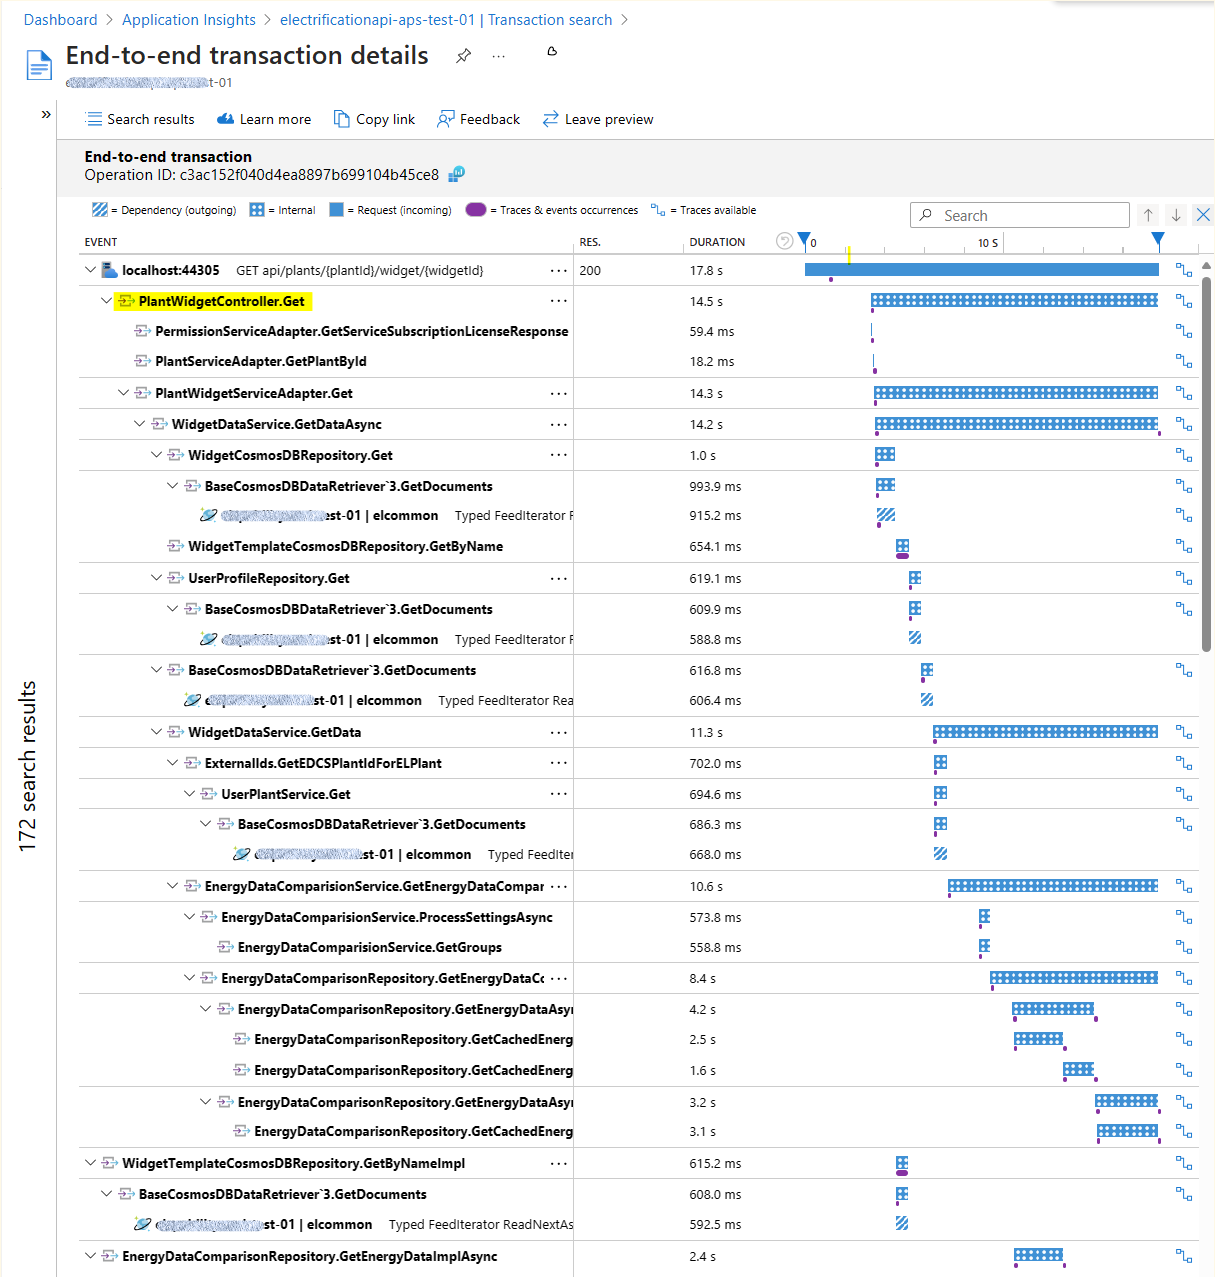 Dashboard > Application Insights > electrificationapi-aps-test-01 | Transaction search >
End-to-end transaction details
t-01
Search results Learn more Copy link Feedback Leave preview
End-to-end transaction
Operation ID: c3ac152f040d4ea8897b699104b45ce8
= Dependency (outgoing) = Internal = Request (incoming) = Traces & events occurrences = Traces available
Search
EVENT RES. DURATION 0 10 S
localhost:44305 GET api/plants/{plantId}/widget/{widgetId} ... 200 17.8 s
PlantWidgetController.Get ... 14.5 s
PermissionServiceAdapter.GetServiceSubscriptionLicenseResponse 59.4 ms
PlantServiceAdapter.GetPlantById 18.2 ms
PlantWidgetServiceAdapter.Get ... 14.3 s
WidgetDataService.GetDataAsync ... 14.2 s
WidgetCosmosDBRepository.Get ... 1.0 s
BaseCosmosDBDataRetriever`3.GetDocuments 993.9 ms
est-01 | elcommon Typed FeedIterator F 915.2 ms
WidgetTemplateCosmosDBRepository.GetByName 654.1 ms
UserProfileRepository.Get ... 619.1 ms
BaseCosmosDBDataRetriever`3.GetDocuments 609.9 ms
st-01 | elcommon Typed FeedIterator F 588.8 ms
BaseCosmosDBDataRetriever`3.GetDocuments 616.8 ms
st-01 | elcommon Typed FeedIterator Rea 606.4 ms
WidgetDataService.GetData ... 11.3 s
ExternalIds.GetEDCSPlantIdForELPlant ... 702.0 ms
UserPlantService.Get ... 694.6 ms
BaseCosmosDBDataRetriever`3.GetDocuments 686.3 ms
st-01 | elcommon Typed FeedIter 668.0 ms
EnergyDataComparisionService.GetEnergyDataCompar ... 10.6 s
EnergyDataComparisionService.ProcessSettingsAsync 573.8 ms
EnergyDataComparisionService.GetGroups 558.8 ms
EnergyDataComparisonRepository.GetEnergyDataCo ... 8.4 s
EnergyDataComparisonRepository.GetEnergyDataAsyn 4.2 s
EnergyDataComparisonRepository.GetCachedEnerg 2.5 s
EnergyDataComparisonRepository.GetCachedEnerg 1.6 s
EnergyDataComparisonRepository.GetEnergyDataAsyn 3.2 s
EnergyDataComparisonRepository.GetCachedEnerg 3.1 s
WidgetTemplateCosmosDBRepository.GetByNameImpl ... 615.2 ms
BaseCosmosDBDataRetriever`3.GetDocuments 608.0 ms
st-01 | elcommon Typed FeedIterator ReadNextAs 592.5 ms
EnergyDataComparisonRepository.GetEnergyDataImplAsync 2.4 s
172 search results